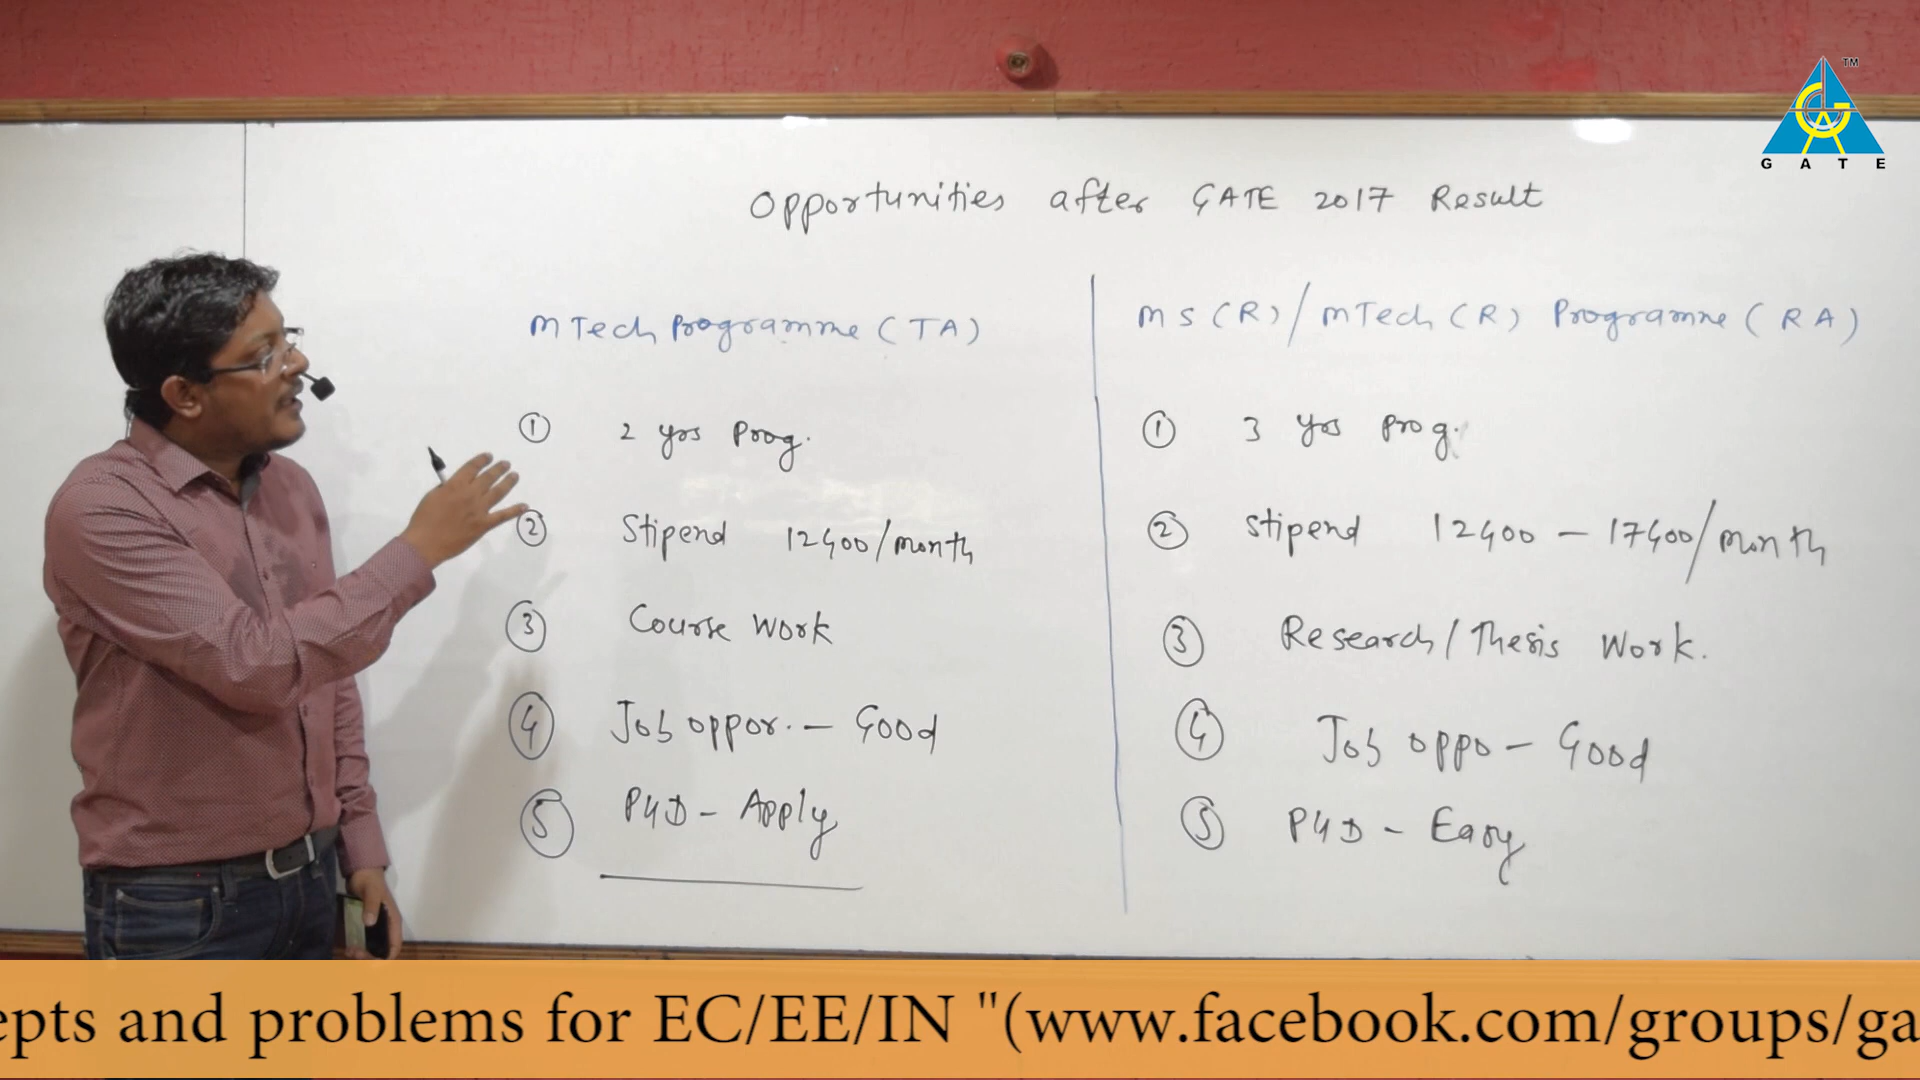 TM
GATE
Opportunities after GATE 2017 Result
MTech Programme (TA)
① 2 yrs Prog.
② Stipend 12400/month
③ Course Work
④ Job oppor. - Good
⑤ PHD - Apply
MS(R)/MTech(R) Programme (RA)
① 3 yrs Prog.
② Stipend 12400 - 17400/month
③ Research/Thesis Work.
④ Job oppo - Good
⑤ PHD - Easy
epts and problems for EC/EE/IN "(www.facebook.com/groups/ga